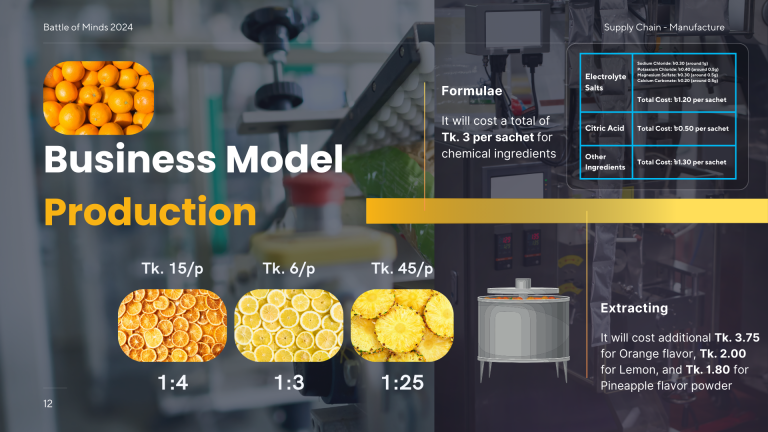 Battle of Minds 2024
Supply Chain - Manufacture
Business Model
Production
Formulae
It will cost a total of
Tk. 3 per sachet for
chemical ingredients
Electrolyte
Salts
Sodium Chloride: ৳0.30 (around 1g)
Potassium Chloride: ৳0.40 (around 0.5g)
Magnesium Sulfate: ৳0.30 (around 0.5g)
Calcium Carbonate: ৳0.20 (around 0.5g)
Total Cost: ৳1.20 per sachet
Citric Acid
Total Cost: ৳0.50 per sachet
Other
Ingredients
Total Cost: ৳1.30 per sachet
Tk. 15/p
Tk. 6/p
Tk. 45/p
1:4
1:3
1:25
Extracting
It will cost additional Tk. 3.75
for Orange flavor, Tk. 2.00
for Lemon, and Tk. 1.80 for
Pineapple flavor powder
12